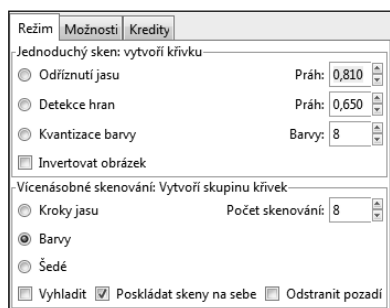 Režim Možnosti Kredity
Jednoduchý sken: vytvoří křivku
Odříznutí jasu Práh: 0,810
Detekce hran Práh: 0,650
Kvantizace barvy Barvy: 8
Invertovat obrázek
Vícenásobné skenování: Vytvoří skupinu křivek
Kroky jasu Počet skenování: 8
Barvy
Šedé
Vyhladit Poskládat skeny na sebe Odstranit pozadí